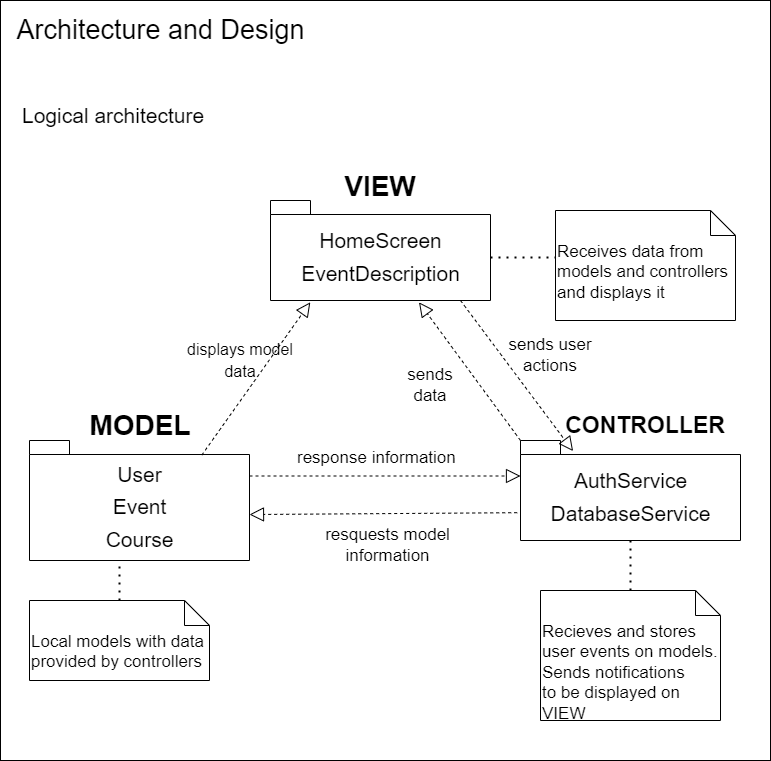 Architecture and Design
Logical architecture
VIEW
HomeScreen
EventDescription
Receives data from
models and controllers
and displays it
displays model
data
sends
data
sends user
actions
MODEL
User
Event
Course
response information
resquests model
information
CONTROLLER
AuthService
DatabaseService
Local models with data
provided by controllers
Recieves and stores
user events on models.
Sends notifications
to be displayed on
VIEW